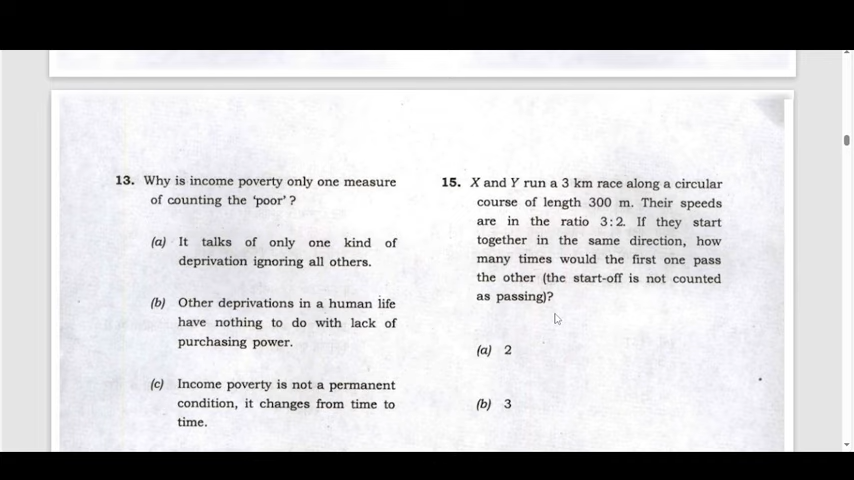 13. Why is income poverty only one measure
of counting the 'poor'?
(a) It talks of only one kind of
deprivation ignoring all others.
(b) Other deprivations in a human life
have nothing to do with lack of
purchasing power.
(c) Income poverty is not a permanent
condition, it changes from time to
time.
15. X and Y run a 3 km race along a circular
course of length 300 m. Their speeds
are in the ratio 3:2. If they start
together in the same direction, how
many times would the first one pass
the other (the start-off is not counted
as passing)?
(a) 2
(b) 3